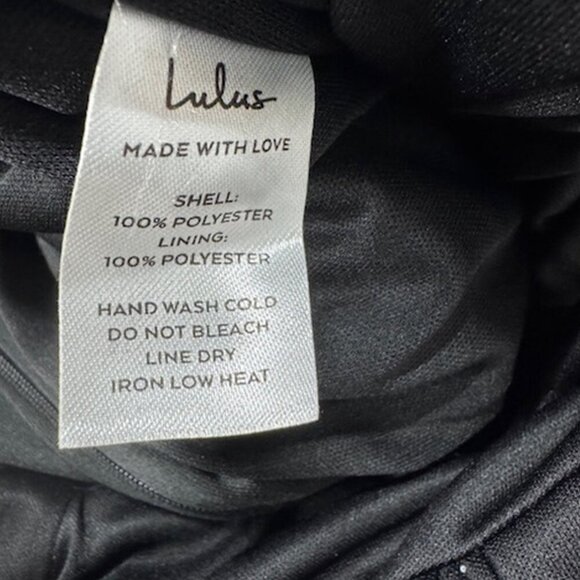 Lulus
MADE WITH LOVE
SHELL:
100% POLYESTER
LINING:
100% POLYESTER
HAND WASH COLD
DO NOT BLEACH
LINE DRY
IRON LOW HEAT